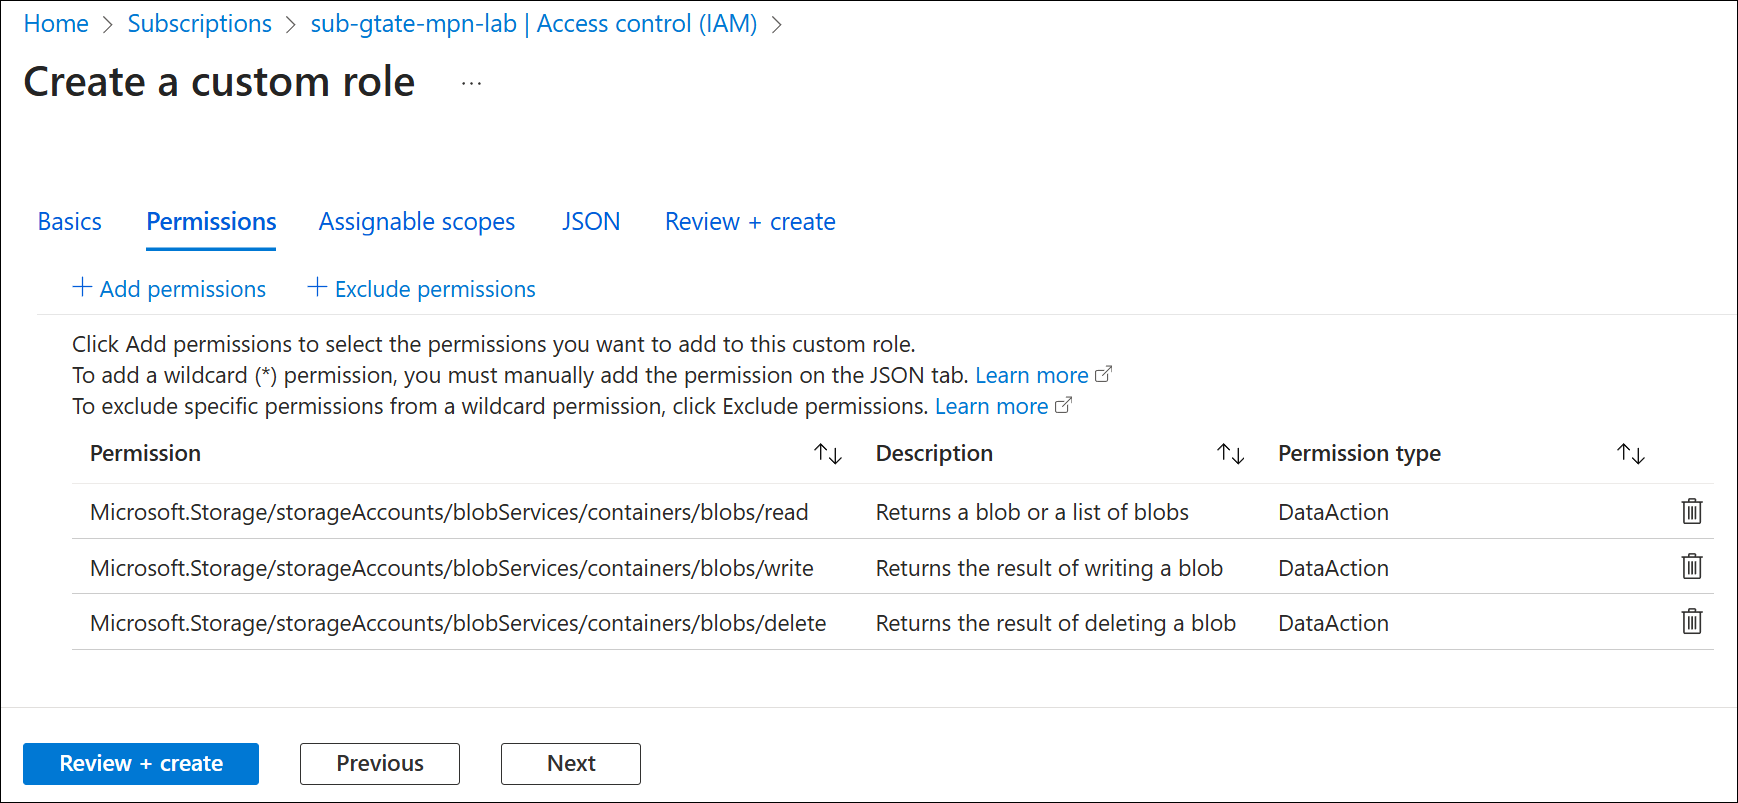 Home > Subscriptions > sub-gtate-mpn-lab | Access control (IAM) >
Create a custom role ...
Basics Permissions Assignable scopes JSON Review + create
+ Add permissions + Exclude permissions
Click Add permissions to select the permissions you want to add to this custom role.
To add a wildcard (*) permission, you must manually add the permission on the JSON tab. Learn more
To exclude specific permissions from a wildcard permission, click Exclude permissions. Learn more
Permission Description Permission type
Microsoft.Storage/storageAccounts/blobServices/containers/blobs/read Returns a blob or a list of blobs DataAction
Microsoft.Storage/storageAccounts/blobServices/containers/blobs/write Returns the result of writing a blob DataAction
Microsoft.Storage/storageAccounts/blobServices/containers/blobs/delete Returns the result of deleting a blob DataAction
Review + create Previous Next